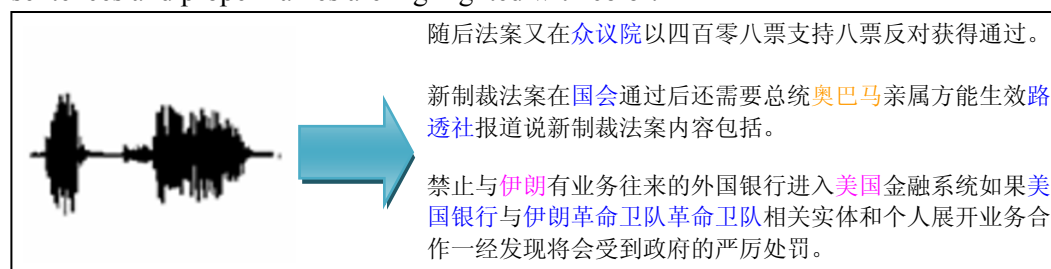 随后法案又在众议院以四百零八票支持八票反对获得通过。
新制裁法案在国会通过后还需要总统奥巴马亲属方能生效路
透社报道说新制裁法案内容包括。
禁止与伊朗有业务往来的外国银行进入美国金融系统如果美
国银行与伊朗革命卫队革命卫队相关实体和个人展开业务合
作一经发现将会受到政府的严厉处罚。